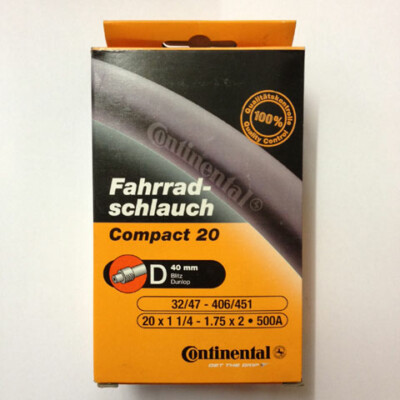 Qualitätskontrolle
100%
Quality Control
Continental
Fahrrad-
schlauch
Compact 20
D
40 mm
Blitz
Dunlop
32/47 - 406/451
20 x 1 1/4 - 1.75 x 2 • 500A
Continental
GET THE GRIP